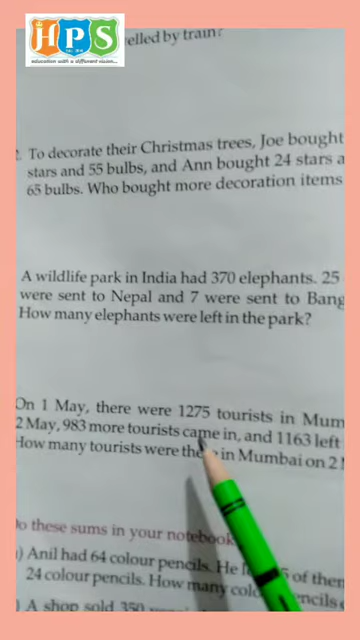 HPS
education with a different vision...
elled by train?
2. To decorate their Christmas trees, Joe bought
stars and 55 bulbs, and Ann bought 24 stars a
65 bulbs. Who bought more decoration items
A wildlife park in India had 370 elephants. 25
were sent to Nepal and 7 were sent to Bang
How many elephants were left in the park?
On 1 May, there were 1275 tourists in Mum
2 May, 983 more tourists came in, and 1163 left
How many tourists were the in Mumbai on 2
Do these sums in your notebook
) Anil had 64 colour pencils. He of them
24 colour pencils. How many colo encils
) A shop sold 350